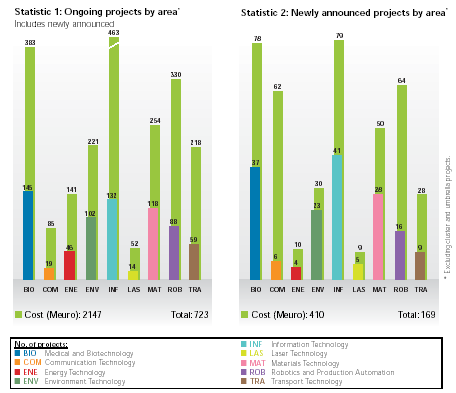 Statistic 1: Ongoing projects by area*
Includes newly announced
463
383
330
254
221
218
145
141
132
118
102
85
88
59
52
46
19
14
BIO COM ENE ENV INF LAS MAT ROB TRA
Cost (Meuro): 2147 Total: 723
Statistic 2: Newly announced projects by area*
78
79
62
64
50
41
37
30
28
28
23
16
10
9
9
6
5
4
BIO COM ENE ENV INF LAS MAT ROB TRA
Cost (Meuro): 410 Total: 169
* Excluding cluster and umbrella projects.
No. of projects:
BIO Medical and Biotechnology
COM Communication Technology
ENE Energy Technology
ENV Environment Technology
INF Information Technology
LAS Laser Technology
MAT Materials Technology
ROB Robotics and Production Automation
TRA Transport Technology